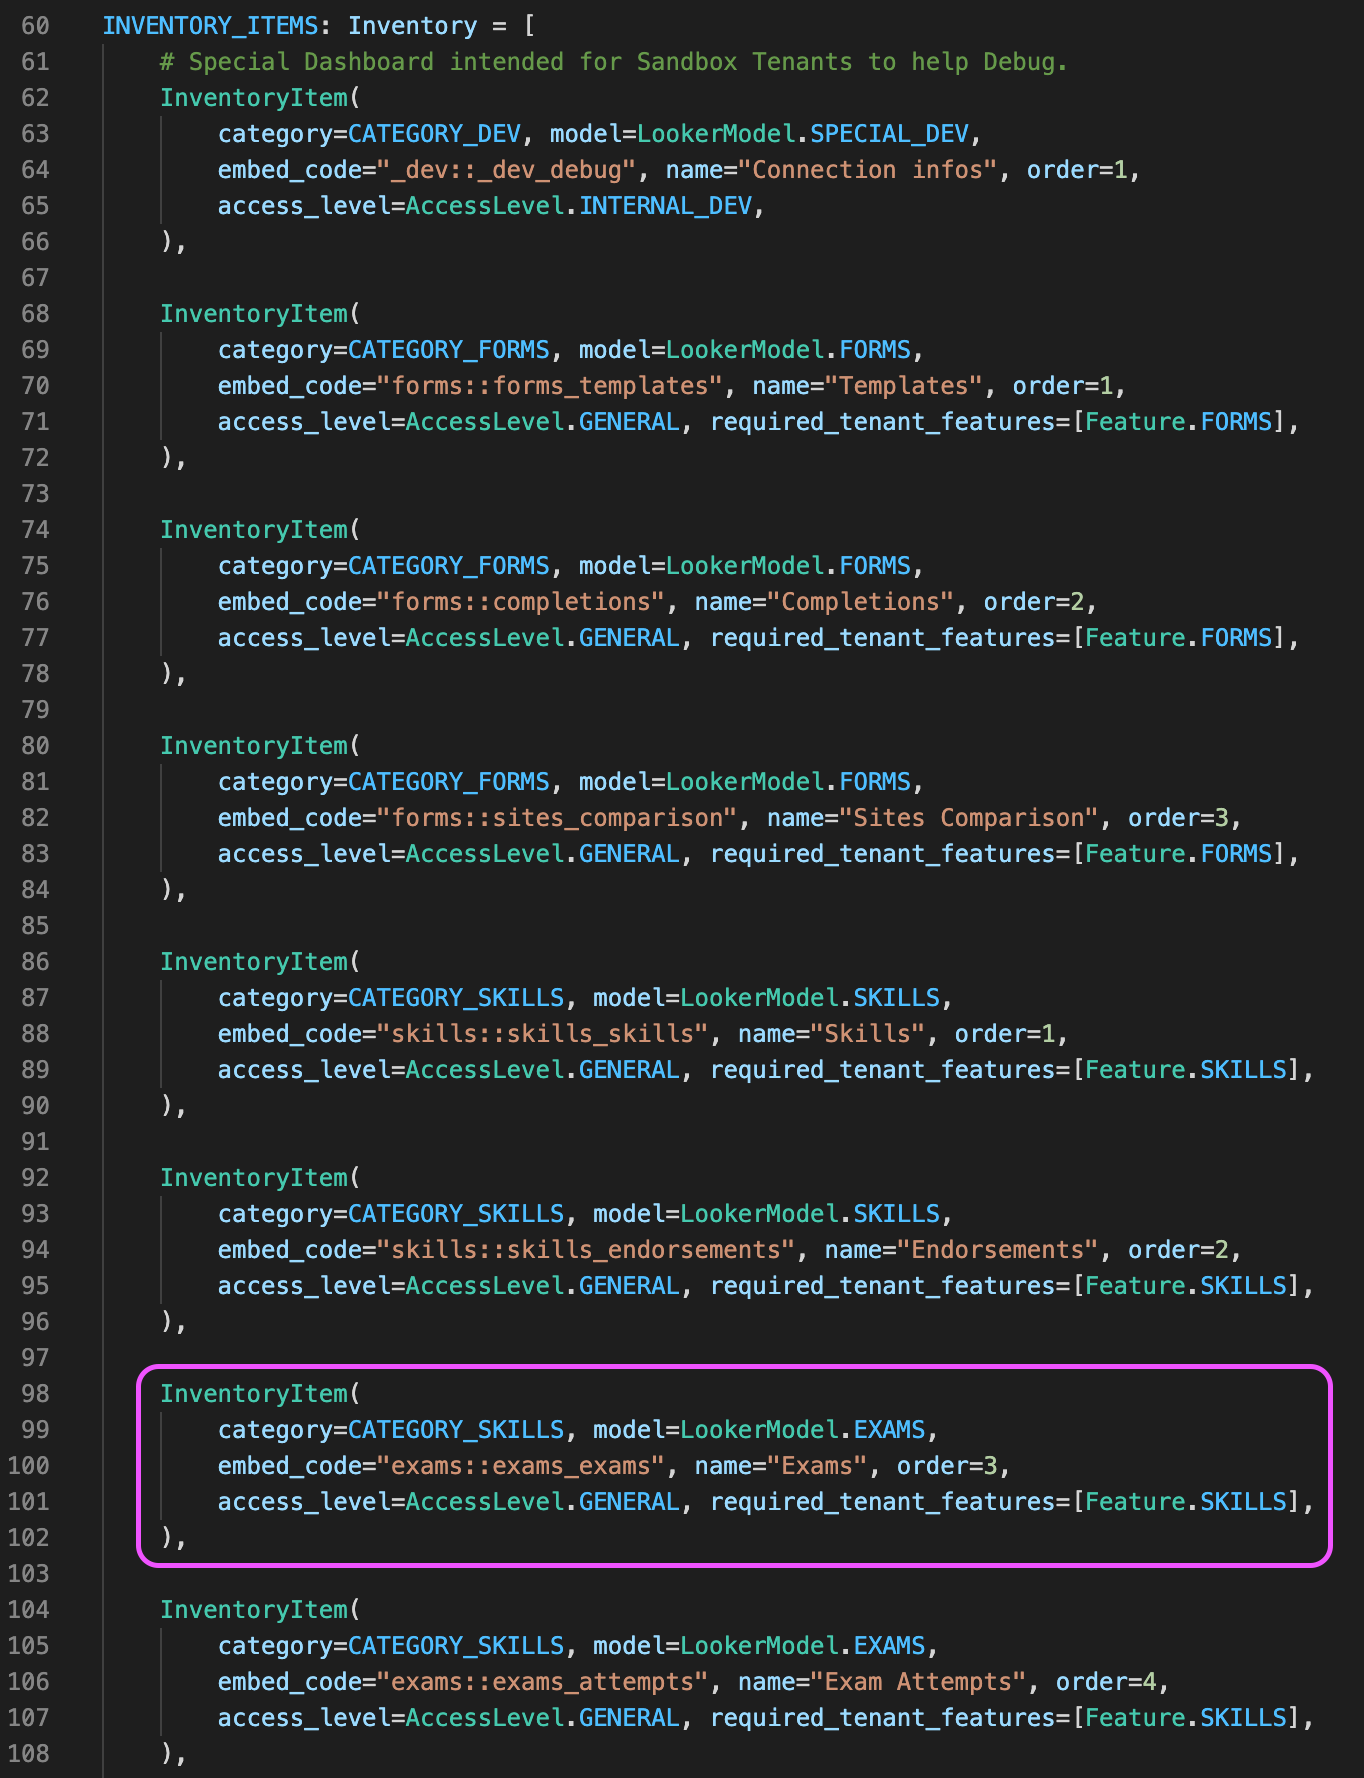 60 INVENTORY_ITEMS: Inventory = [
61 # Special Dashboard intended for Sandbox Tenants to help Debug.
62 InventoryItem(
63 category=CATEGORY_DEV, model=LookerModel.SPECIAL_DEV,
64 embed_code="_dev::_dev_debug", name="Connection infos", order=1,
65 access_level=AccessLevel.INTERNAL_DEV,
66 ),
67
68 InventoryItem(
69 category=CATEGORY_FORMS, model=LookerModel.FORMS,
70 embed_code="forms::forms_templates", name="Templates", order=1,
71 access_level=AccessLevel.GENERAL, required_tenant_features=[Feature.FORMS],
72 ),
73
74 InventoryItem(
75 category=CATEGORY_FORMS, model=LookerModel.FORMS,
76 embed_code="forms::completions", name="Completions", order=2,
77 access_level=AccessLevel.GENERAL, required_tenant_features=[Feature.FORMS],
78 ),
79
80 InventoryItem(
81 category=CATEGORY_FORMS, model=LookerModel.FORMS,
82 embed_code="forms::sites_comparison", name="Sites Comparison", order=3,
83 access_level=AccessLevel.GENERAL, required_tenant_features=[Feature.FORMS],
84 ),
85
86 InventoryItem(
87 category=CATEGORY_SKILLS, model=LookerModel.SKILLS,
88 embed_code="skills::skills_skills", name="Skills", order=1,
89 access_level=AccessLevel.GENERAL, required_tenant_features=[Feature.SKILLS],
90 ),
91
92 InventoryItem(
93 category=CATEGORY_SKILLS, model=LookerModel.SKILLS,
94 embed_code="skills::skills_endorsements", name="Endorsements", order=2,
95 access_level=AccessLevel.GENERAL, required_tenant_features=[Feature.SKILLS],
96 ),
97
98 InventoryItem(
99 category=CATEGORY_SKILLS, model=LookerModel.EXAMS,
100 embed_code="exams::exams_exams", name="Exams", order=3,
101 access_level=AccessLevel.GENERAL, required_tenant_features=[Feature.SKILLS],
102 ),
103
104 InventoryItem(
105 category=CATEGORY_SKILLS, model=LookerModel.EXAMS,
106 embed_code="exams::exams_attempts", name="Exam Attempts", order=4,
107 access_level=AccessLevel.GENERAL, required_tenant_features=[Feature.SKILLS],
108 ),